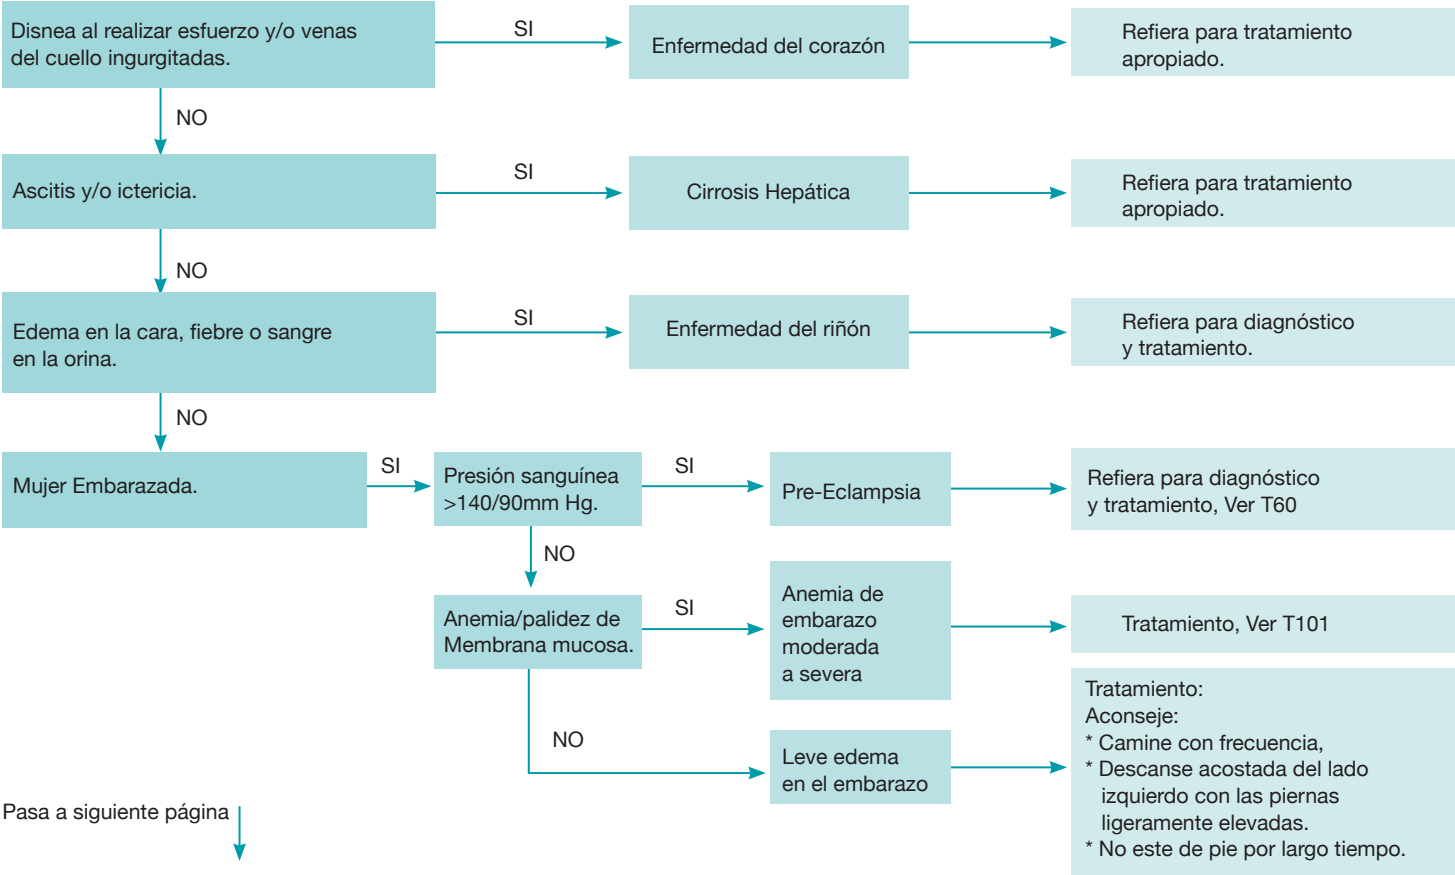 Disnea al realizar esfuerzo y/o venas
del cuello ingurgitadas.
SI
Enfermedad del corazón
Refiera para tratamiento
apropiado.
NO
Ascitis y/o ictericia.
SI
Cirrosis Hepática
Refiera para tratamiento
apropiado.
NO
Edema en la cara, fiebre o sangre
en la orina.
SI
Enfermedad del riñón
Refiera para diagnóstico
y tratamiento.
NO
Mujer Embarazada.
SI
Presión sanguínea
>140/90mm Hg.
SI
Pre-Eclampsia
Refiera para diagnóstico
y tratamiento, Ver T60
NO
Anemia/palidez de
Membrana mucosa.
SI
Anemia de
embarazo
moderada
a severa
Tratamiento, Ver T101
NO
Leve edema
en el embarazo
Tratamiento:
Aconseje:
* Camine con frecuencia,
* Descanse acostada del lado
izquierdo con las piernas
ligeramente elevadas.
* No este de pie por largo tiempo.
Pasa a siguiente página